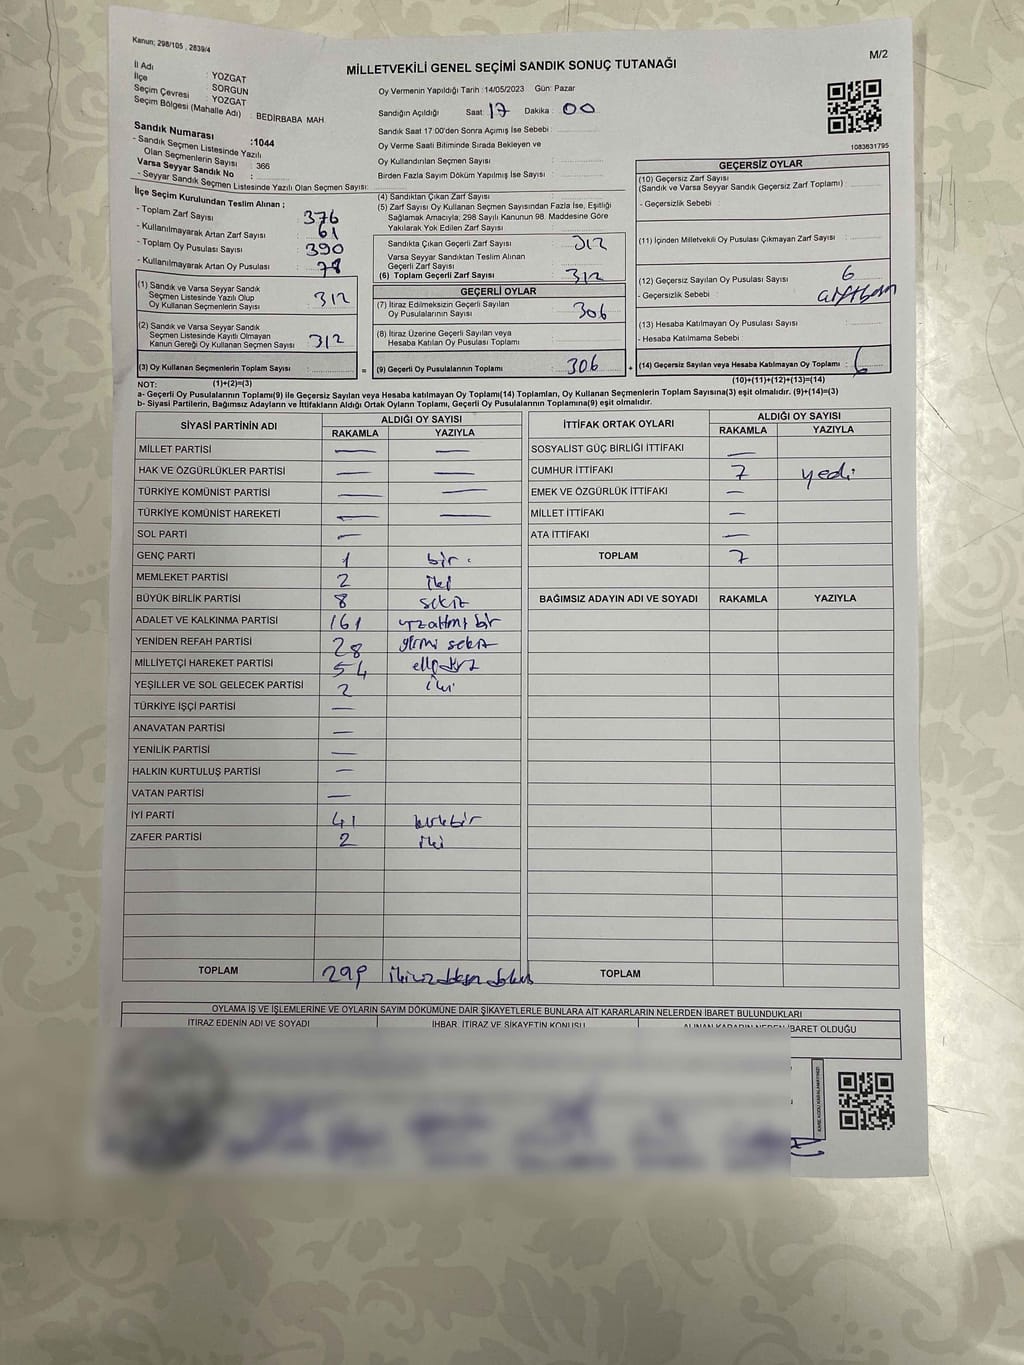 Kanun; 298/105 , 2839/4
M/2
MİLLETVEKİLİ GENEL SEÇİMİ SANDIK SONUÇ TUTANAĞI
İl Adı : YOZGAT
İlçe : SORGUN
Seçim Çevresi : YOZGAT
Seçim Bölgesi (Mahalle Adı) : BEDİRBABA MAH
Sandık Numarası :1044
- Sandık Seçmen Listesinde Yazılı
Olan Seçmenlerin Sayısı : 366
Varsa Seyyar Sandık No :
- Seyyar Sandık Seçmen Listesinde Yazılı Olan Seçmen Sayısı:
Oy Vermenin Yapıldığı Tarih :14/05/2023 Gün: Pazar
Sandığın Açıldığı Saat: 17 Dakika : 00
Sandık Saat 17:00'den Sonra Açımış İse Sebebi :
Oy Verme Saati Bitiminde Sırada Bekleyen ve
Oy Kullandırılan Seçmen Sayısı :
Birden Fazla Sayım Döküm Yapılmış İse Sayısı :
1083631795
İlçe Seçim Kurulundan Teslim Alınan ;
- Toplam Zarf Sayısı : 376
- Kullanılmayarak Artan Zarf Sayısı : 61
- Toplam Oy Pusulası Sayısı : 390
- Kullanılmayarak Artan Oy Pusulası : 78
(1) Sandık ve Varsa Seyyar Sandık
Seçmen Listesinde Yazılı Olup
Oy Kullanan Seçmenlerin Sayısı : 312
(2) Sandık ve Varsa Seyyar Sandık
Seçmen Listesinde Kayıtlı Olmayan
Kanun Gereği Oy Kullanan Seçmen Sayısı : 312
(3) Oy Kullanan Seçmenlerin Toplam Sayısı :
(4) Sandıktan Çıkan Zarf Sayısı :
(5) Zarf Sayısı Oy Kullanan Seçmen Sayısından Fazla İse, Eşitliği
Sağlamak Amacıyla; 298 Sayılı Kanunun 98. Maddesine Göre
Yakılarak Yok Edilen Zarf Sayısı :
Sandıkta Çıkan Geçerli Zarf Sayısı : 312
Varsa Seyyar Sandıktan Teslim Alınan
Geçerli Zarf Sayısı :
(6) Toplam Geçerli Zarf Sayısı : 312
GEÇERLİ OYLAR
(7) İtiraz Edilmeksizin Geçerli Sayılan
Oy Pusulalarının Sayısı : 306
(8) İtiraz Üzerine Geçerli Sayılan veya
Hesaba Katılan Oy Pusulası Toplamı :
= (9) Geçerli Oy Pusulalarının Toplamı : 306
GEÇERSİZ OYLAR
(10) Geçersiz Zarf Sayısı
(Sandık ve Varsa Seyyar Sandık Geçersiz Zarf Toplamı) :
- Geçersizlik Sebebi :
(11) İçinden Milletvekili Oy Pusulası Çıkmayan Zarf Sayısı :
(12) Geçersiz Sayılan Oy Pusulası Sayısı : 6
- Geçersizlik Sebebi :
(13) Hesaba Katılmayan Oy Pusulası Sayısı :
- Hesaba Katılmama Sebebi :
+ (14) Geçersiz Sayılan veya Hesaba Katılmayan Oy Toplamı : 6
NOT: (1)+(2)=(3) (10)+(11)+(12)+(13)=(14)
a- Geçerli Oy Pusulalarının Toplamı(9) ile Geçersiz Sayılan veya Hesaba katılmayan Oy Toplamı(14) Toplamları, Oy Kullanan Seçmenlerin Toplam Sayısına(3) eşit olmalıdır. (9)+(14)=(3)
b- Siyasi Partilerin, Bağımsız Adayların ve İttifakların Aldığı Ortak Oyların Toplamı, Geçerli Oy Pusulalarının Toplamına(9) eşit olmalıdır.
SİYASİ PARTİNİN ADI ALDIĞI OY SAYISI
RAKAMLA YAZIYLA
MİLLET PARTİSİ — —
HAK VE ÖZGÜRLÜKLER PARTİSİ — —
TÜRKİYE KOMÜNİST PARTİSİ — —
TÜRKİYE KOMÜNİST HAREKETİ — —
SOL PARTİ —
GENÇ PARTİ 1 bir.
MEMLEKET PARTİSİ 2 iki
BÜYÜK BİRLİK PARTİSİ 8 sekiz
ADALET VE KALKINMA PARTİSİ 161 yzatmış bir
YENİDEN REFAH PARTİSİ 28 yirmi sekiz
MİLLİYETÇİ HAREKET PARTİSİ 54
YEŞİLLER VE SOL GELECEK PARTİSİ 2 iki
TÜRKİYE İŞÇİ PARTİSİ —
ANAVATAN PARTİSİ —
YENİLİK PARTİSİ —
HALKIN KURTULUŞ PARTİSİ —
VATAN PARTİSİ —
İYİ PARTİ 41 kırkbir
ZAFER PARTİSİ 2 iki
TOPLAM 299
İTTİFAK ORTAK OYLARI ALDIĞI OY SAYISI
RAKAMLA YAZIYLA
SOSYALİST GÜÇ BİRLİĞİ İTTİFAKI —
CUMHUR İTTİFAKI 7 yedi
EMEK VE ÖZGÜRLÜK İTTİFAKI —
MİLLET İTTİFAKI —
ATA İTTİFAKI —
TOPLAM 7
BAĞIMSIZ ADAYIN ADI VE SOYADI RAKAMLA YAZIYLA
TOPLAM
OYLAMA İŞ VE İŞLEMLERİNE VE OYLARIN SAYIM DÖKÜMÜNE DAİR ŞİKAYETLERLE BUNLARA AİT KARARLARIN NELERDEN İBARET BULUNDUKLARI
İTİRAZ EDENİN ADI VE SOYADI İHBAR, İTİRAZ VE ŞİKAYETİN KONUSU ALINAN KARARIN NEDEN İBARET OLDUĞU